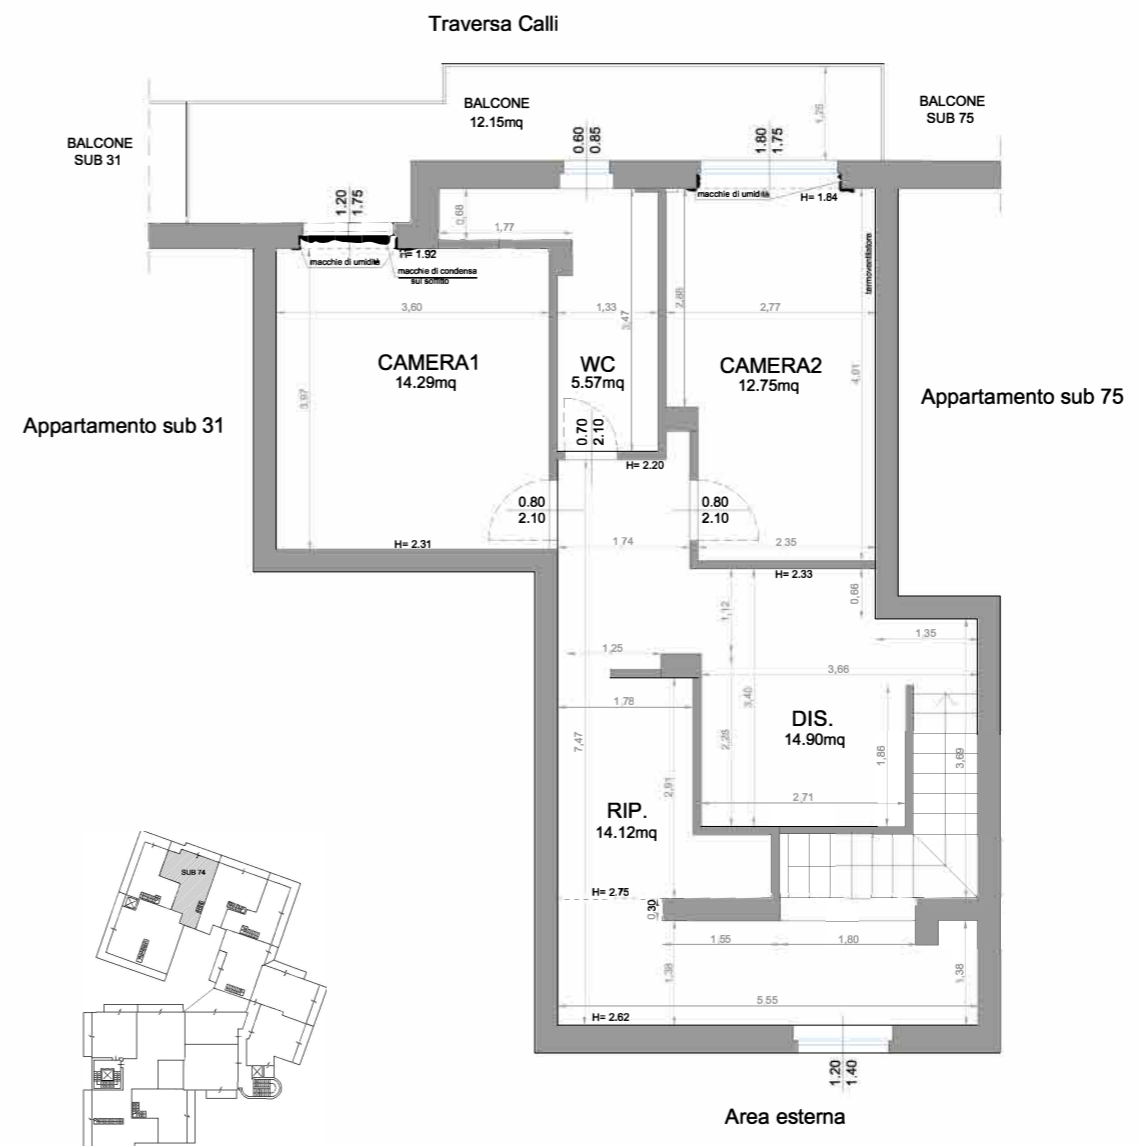 Traversa Calli
BALCONE
12.15mq
BALCONE
SUB 75
BALCONE
SUB 31
1,25
0.60
0.85
1.80
1.75
1.20
1.75
macchie di umidità
H= 1.84
0,68
1,77
H= 1.92
macchie di umidità
macchie di condensa
sul soffitto
termoventilatore
3,60
1,33
3,47
2,88
2,77
CAMERA1
14.29mq
WC
5.57mq
CAMERA2
12.75mq
3,97
4,01
Appartamento sub 31
Appartamento sub 75
0.70
2.10
H= 2.20
0.80
2.10
0.80
2.10
H= 2.31
1,74
2,35
H= 2.33
0,66
1,12
1,35
1,25
3,66
3,40
1,78
7,47
2,28
DIS.
14.90mq
1,86
3,69
2,91
2,71
RIP.
14.12mq
SUB 74
H= 2.75
0,30
1,55
1,80
1,38
1,38
5,55
H= 2.62
1.20
1.40
Area esterna